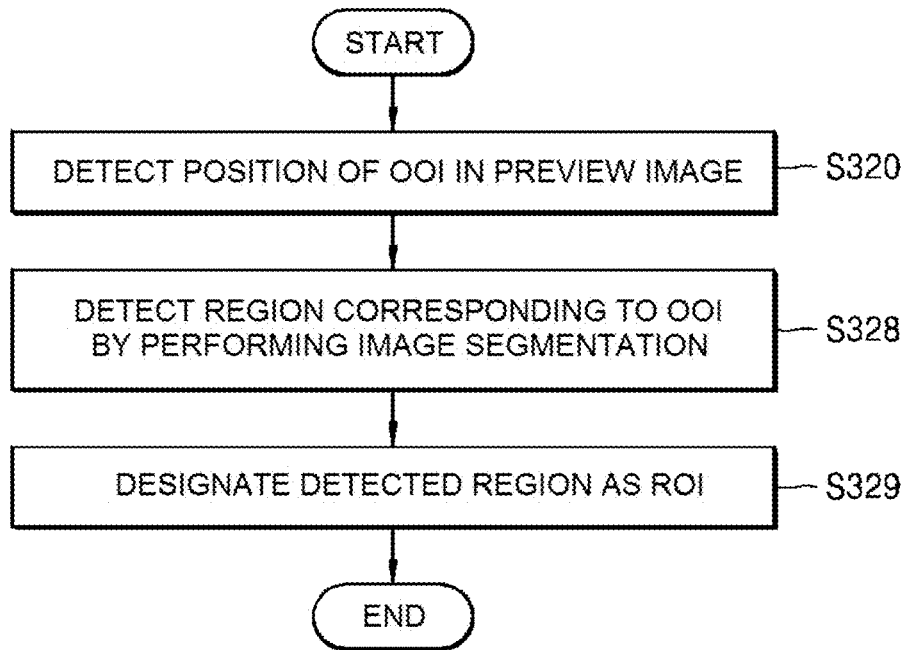 START
DETECT POSITION OF OOI IN PREVIEW IMAGE
S320
DETECT REGION CORRESPONDING TO OOI
BY PERFORMING IMAGE SEGMENTATION
S328
DESIGNATE DETECTED REGION AS ROI
S329
END